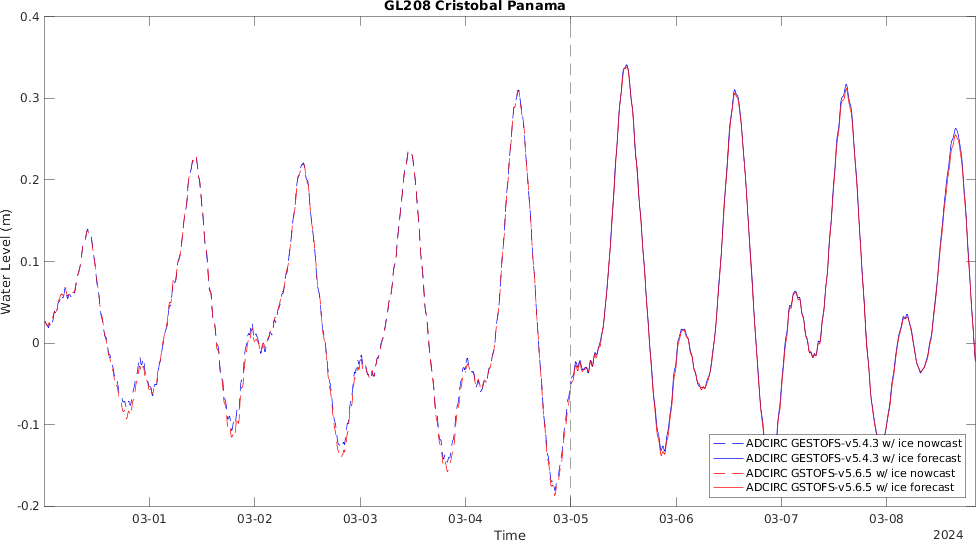 GL208 Cristobal Panama
0.4
0.3
0.2
0.1
0
-0.1
-0.2
Water Level (m)
ADCIRC GESTOFS-v5.4.3 w/ ice nowcast
ADCIRC GESTOFS-v5.4.3 w/ ice forecast
ADCIRC GSTOFS-v5.6.5 w/ ice nowcast
ADCIRC GSTOFS-v5.6.5 w/ ice forecast
03-01 03-02 03-03 03-04 03-05 03-06 03-07 03-08
Time
2024